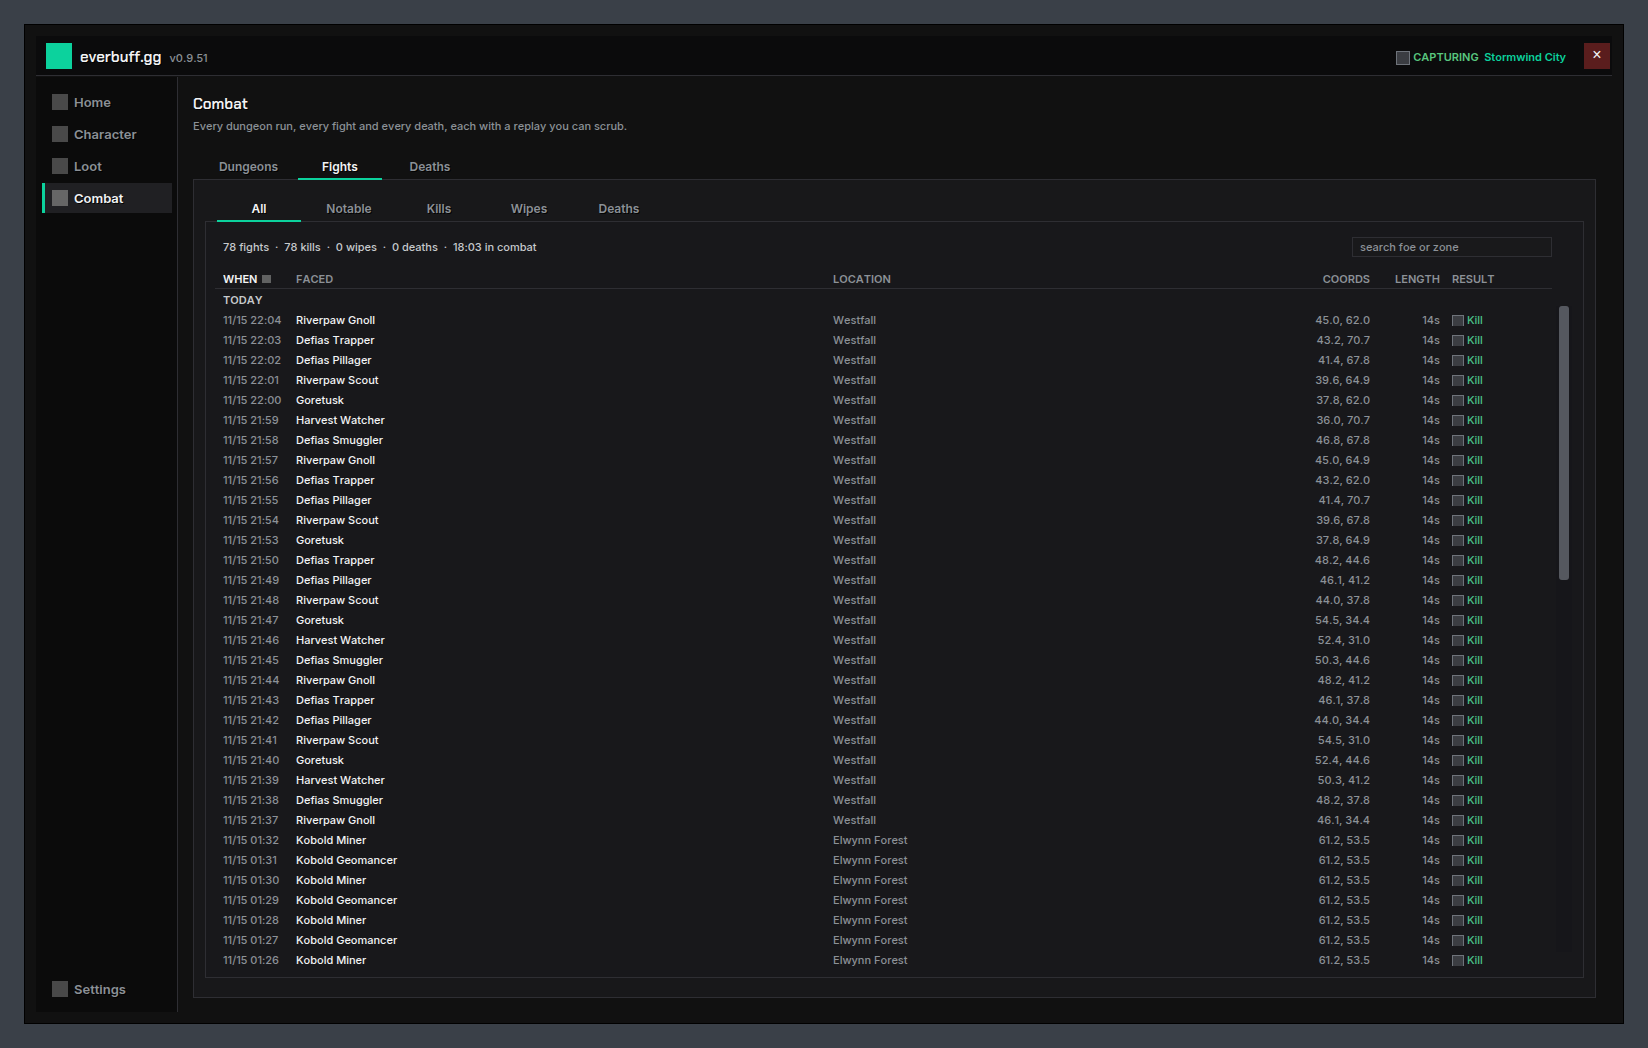 everbuff.gg v0.9.51
CAPTURING Stormwind City ×
Home
Character
Loot
Combat
Settings
Combat
Every dungeon run, every fight and every death, each with a replay you can scrub.
Dungeons Fights Deaths
All Notable Kills Wipes Deaths
78 fights · 78 kills · 0 wipes · 0 deaths · 18:03 in combat
search foe or zone
WHEN FACED LOCATION COORDS LENGTH RESULT
TODAY
11/15 22:04 Riverpaw Gnoll Westfall 45.0, 62.0 14s Kill
11/15 22:03 Defias Trapper Westfall 43.2, 70.7 14s Kill
11/15 22:02 Defias Pillager Westfall 41.4, 67.8 14s Kill
11/15 22:01 Riverpaw Scout Westfall 39.6, 64.9 14s Kill
11/15 22:00 Goretusk Westfall 37.8, 62.0 14s Kill
11/15 21:59 Harvest Watcher Westfall 36.0, 70.7 14s Kill
11/15 21:58 Defias Smuggler Westfall 46.8, 67.8 14s Kill
11/15 21:57 Riverpaw Gnoll Westfall 45.0, 64.9 14s Kill
11/15 21:56 Defias Trapper Westfall 43.2, 62.0 14s Kill
11/15 21:55 Defias Pillager Westfall 41.4, 70.7 14s Kill
11/15 21:54 Riverpaw Scout Westfall 39.6, 67.8 14s Kill
11/15 21:53 Goretusk Westfall 37.8, 64.9 14s Kill
11/15 21:50 Defias Trapper Westfall 48.2, 44.6 14s Kill
11/15 21:49 Defias Pillager Westfall 46.1, 41.2 14s Kill
11/15 21:48 Riverpaw Scout Westfall 44.0, 37.8 14s Kill
11/15 21:47 Goretusk Westfall 54.5, 34.4 14s Kill
11/15 21:46 Harvest Watcher Westfall 52.4, 31.0 14s Kill
11/15 21:45 Defias Smuggler Westfall 50.3, 44.6 14s Kill
11/15 21:44 Riverpaw Gnoll Westfall 48.2, 41.2 14s Kill
11/15 21:43 Defias Trapper Westfall 46.1, 37.8 14s Kill
11/15 21:42 Defias Pillager Westfall 44.0, 34.4 14s Kill
11/15 21:41 Riverpaw Scout Westfall 54.5, 31.0 14s Kill
11/15 21:40 Goretusk Westfall 52.4, 44.6 14s Kill
11/15 21:39 Harvest Watcher Westfall 50.3, 41.2 14s Kill
11/15 21:38 Defias Smuggler Westfall 48.2, 37.8 14s Kill
11/15 21:37 Riverpaw Gnoll Westfall 46.1, 34.4 14s Kill
11/15 01:32 Kobold Miner Elwynn Forest 61.2, 53.5 14s Kill
11/15 01:31 Kobold Geomancer Elwynn Forest 61.2, 53.5 14s Kill
11/15 01:30 Kobold Miner Elwynn Forest 61.2, 53.5 14s Kill
11/15 01:29 Kobold Geomancer Elwynn Forest 61.2, 53.5 14s Kill
11/15 01:28 Kobold Miner Elwynn Forest 61.2, 53.5 14s Kill
11/15 01:27 Kobold Geomancer Elwynn Forest 61.2, 53.5 14s Kill
11/15 01:26 Kobold Miner Elwynn Forest 61.2, 53.5 14s Kill